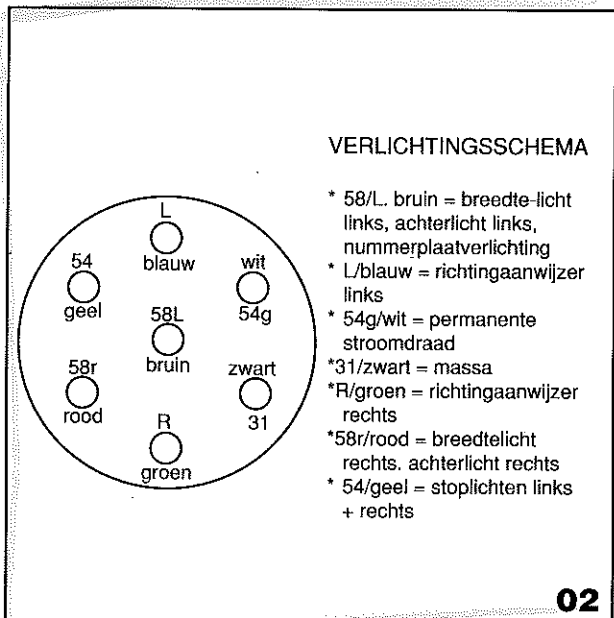 VERLICHTINGSSCHEMA
* 58/L. bruin = breedte-licht
links, achterlicht links,
nummerplaatverlichting
* L/blauw = richtingaanwijzer
links
* 54g/wit = permanente
stroomdraad
*31/zwart = massa
*R/groen = richtingaanwijzer
rechts
*58r/rood = breedtelicht
rechts. achterlicht rechts
* 54/geel = stoplichten links
+ rechts
L
blauw
54
geel
wit
54g
58L
bruin
58r
rood
zwart
31
R
groen
02